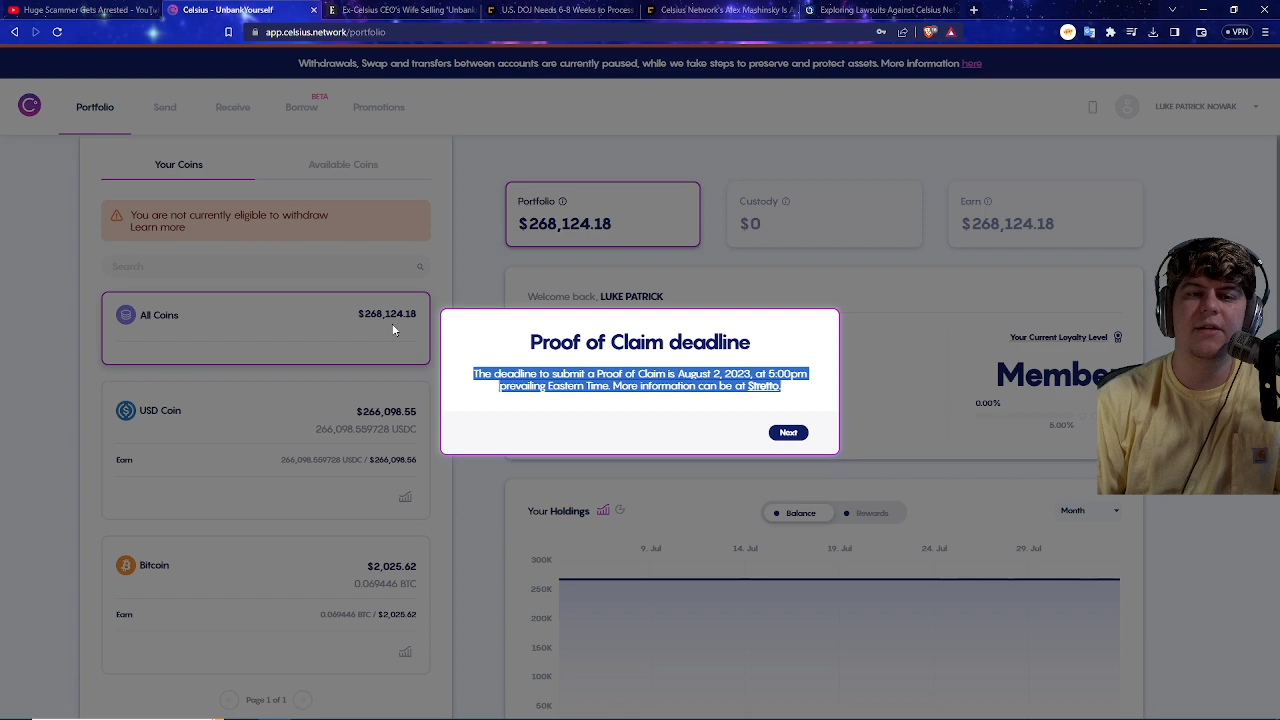 Huge Scammer Gets Arrested - YouTu
Celsius - UnbankYourself
Ex-Celsius CEO's Wife Selling 'Unban
U.S. DOJ Needs 6-8 Weeks to Process
Celsius Network's Alex Mashinsky Is A
Exploring Lawsuits Against Celsius Ne
app.celsius.network/portfolio
VPN
Withdrawals, Swap and transfers between accounts are currently paused, while we take steps to preserve and protect assets. More information here
Portfolio
Send
Receive
Borrow
BETA
Promotions
LUKE PATRICK NOWAK
Your Coins
Available Coins
You are not currently eligible to withdraw
Learn more
Search
All Coins
$268,124.18
USD Coin
$266,098.55
266,098.559728 USDC
Earn
266,098.559728 USDC / $266,098.56
Bitcoin
$2,025.62
0.069446 BTC
Earn
0.069446 BTC / $2,025.62
Page 1 of 1
Portfolio
$268,124.18
Custody
$0
Earn
$268,124.18
Welcome back, LUKE PATRICK
Your Current Loyalty Level
Membe
0.00%
5.00%
Proof of Claim deadline
The deadline to submit a Proof of Claim is August 2, 2023, at 5:00pm
prevailing Eastern Time. More information can be at Stretto.
Next
Your Holdings
Balance
Rewards
Month
9. Jul
14. Jul
19. Jul
24. Jul
29. Jul
300K
250K
200K
150K
100K
50K